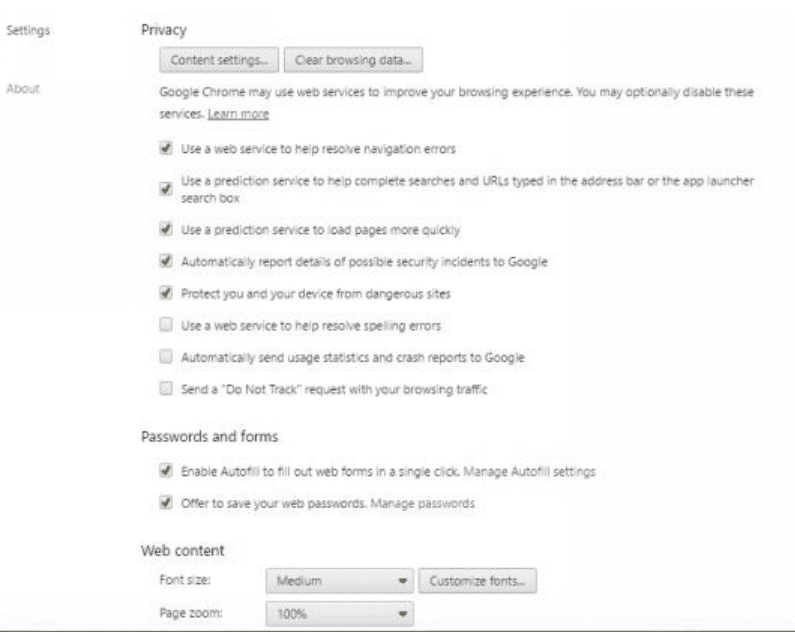 Settings
Privacy
Content settings...
Clear browsing data...
About
Google Chrome may use web services to improve your browsing experience. You may optionally disable these
services. Learn more
Use a web service to help resolve navigation errors
Use a prediction service to help complete searches and URLs typed in the address bar or the app launcher
search box
Use a prediction service to load pages more quickly
Automatically report details of possible security incidents to Google
Protect you and your device from dangerous sites
Use a web service to help resolve spelling errors
Automatically send usage statistics and crash reports to Google
Send a "Do Not Track" request with your browsing traffic
Passwords and forms
Enable Autofill to fill out web forms in a single click. Manage Autofill settings
Offer to save your web passwords. Manage passwords
Web content
Font size: Medium Customize fonts...
Page zoom: 100%